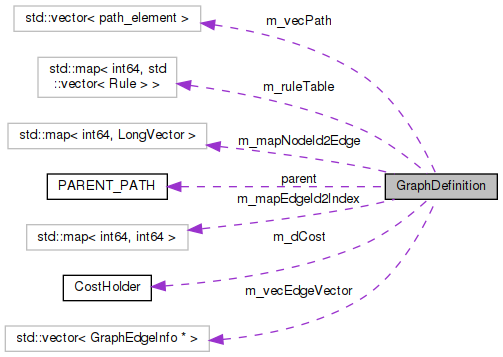 std::vector< path_element >
m_vecPath
std::map< int64, std
::vector< Rule > >
m_ruleTable
std::map< int64, LongVector >
m_mapNodeId2Edge
PARENT_PATH
parent
GraphDefinition
m_mapEdgeId2Index
std::map< int64, int64 >
m_dCost
CostHolder
m_vecEdgeVector
std::vector< GraphEdgeInfo * >